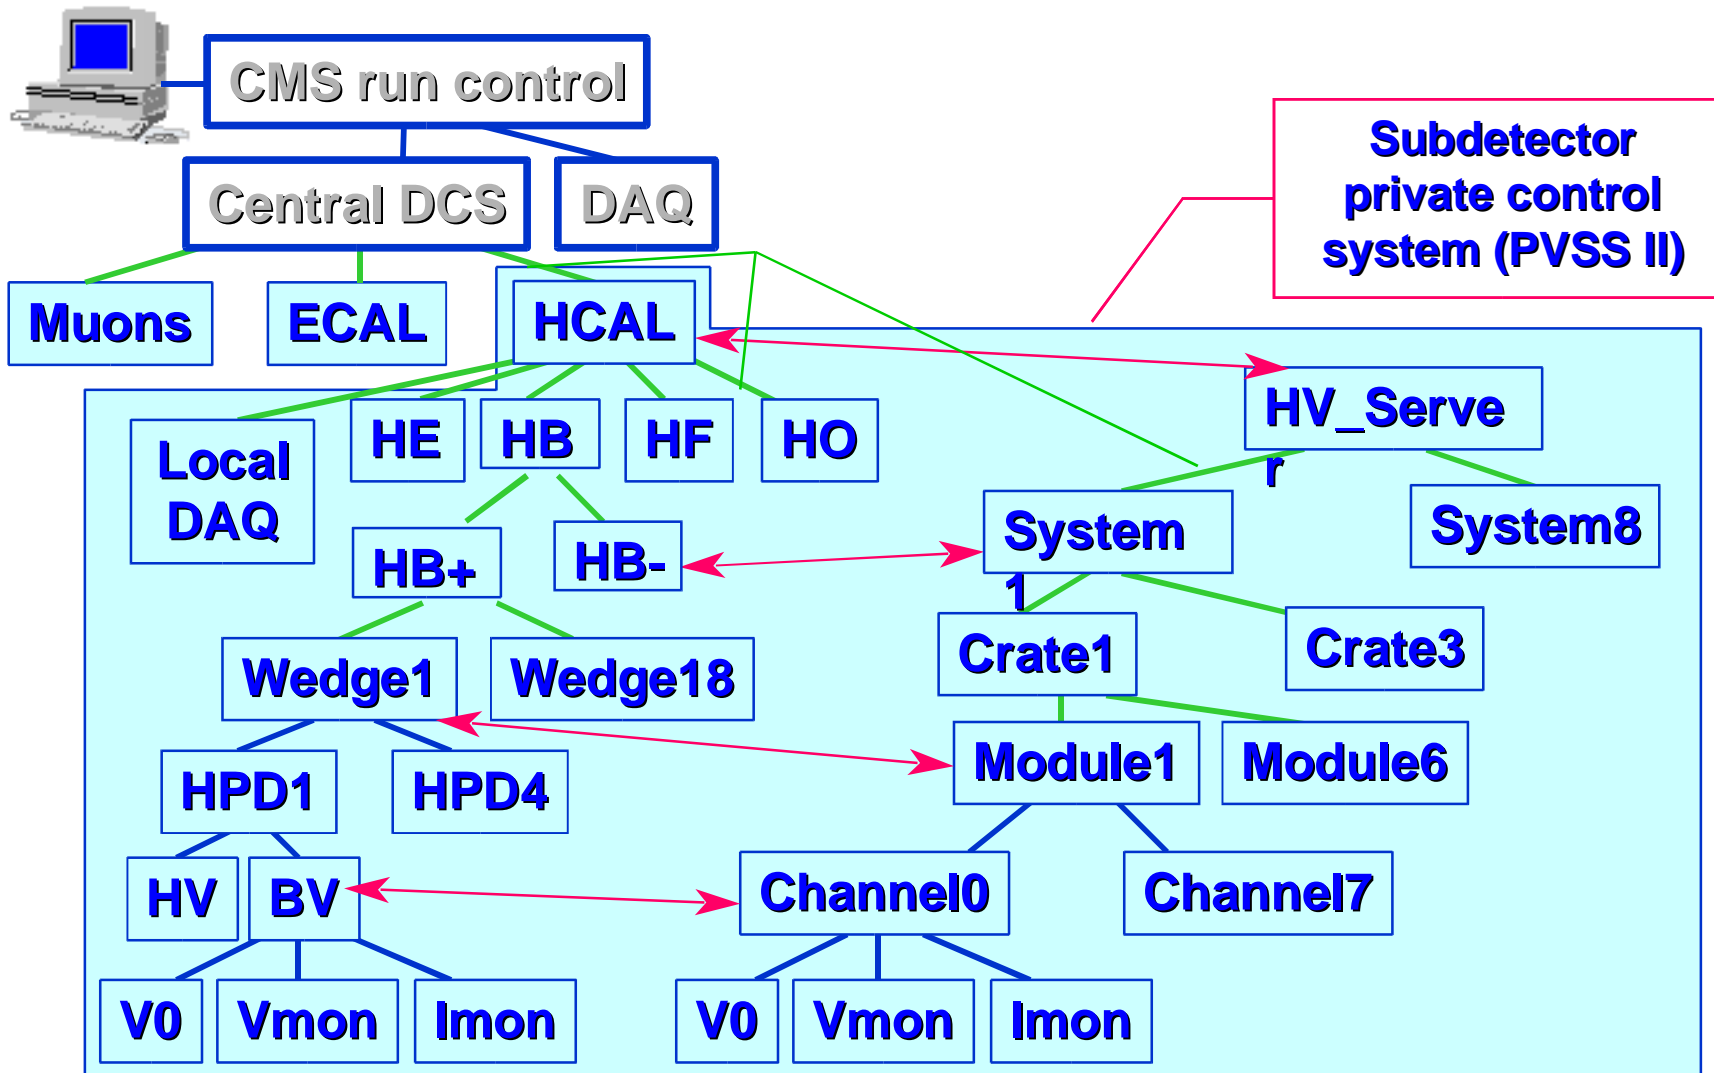 CMS run control
Subdetector
private control
system (PVSS II)
Central DCS
DAQ
Muons
ECAL
HCAL
HV_Serve
r
Local
DAQ
HE
HB
HF
HO
System
1
System8
HB+
HB-
Wedge1
Wedge18
Crate1
Crate3
HPD1
HPD4
Module1
Module6
HV
BV
Channel0
Channel7
V0
Vmon
Imon
V0
Vmon
Imon